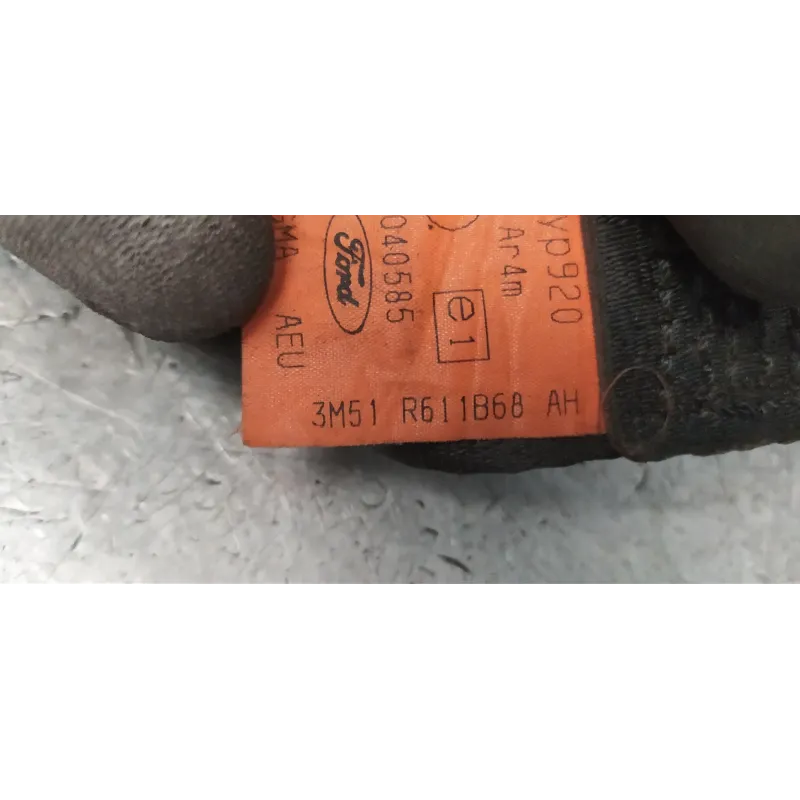 3M51 R611B68 AH
AEU
Ford
040585
e1
Ar4m
yp920